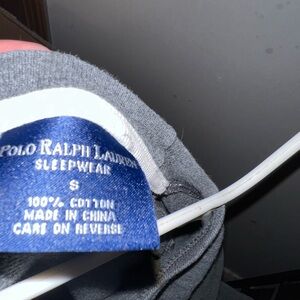 POLO RALPH LAUREN
SLEEPWEAR
S
100% COTTON
MADE IN CHINA
CARE ON REVERSE